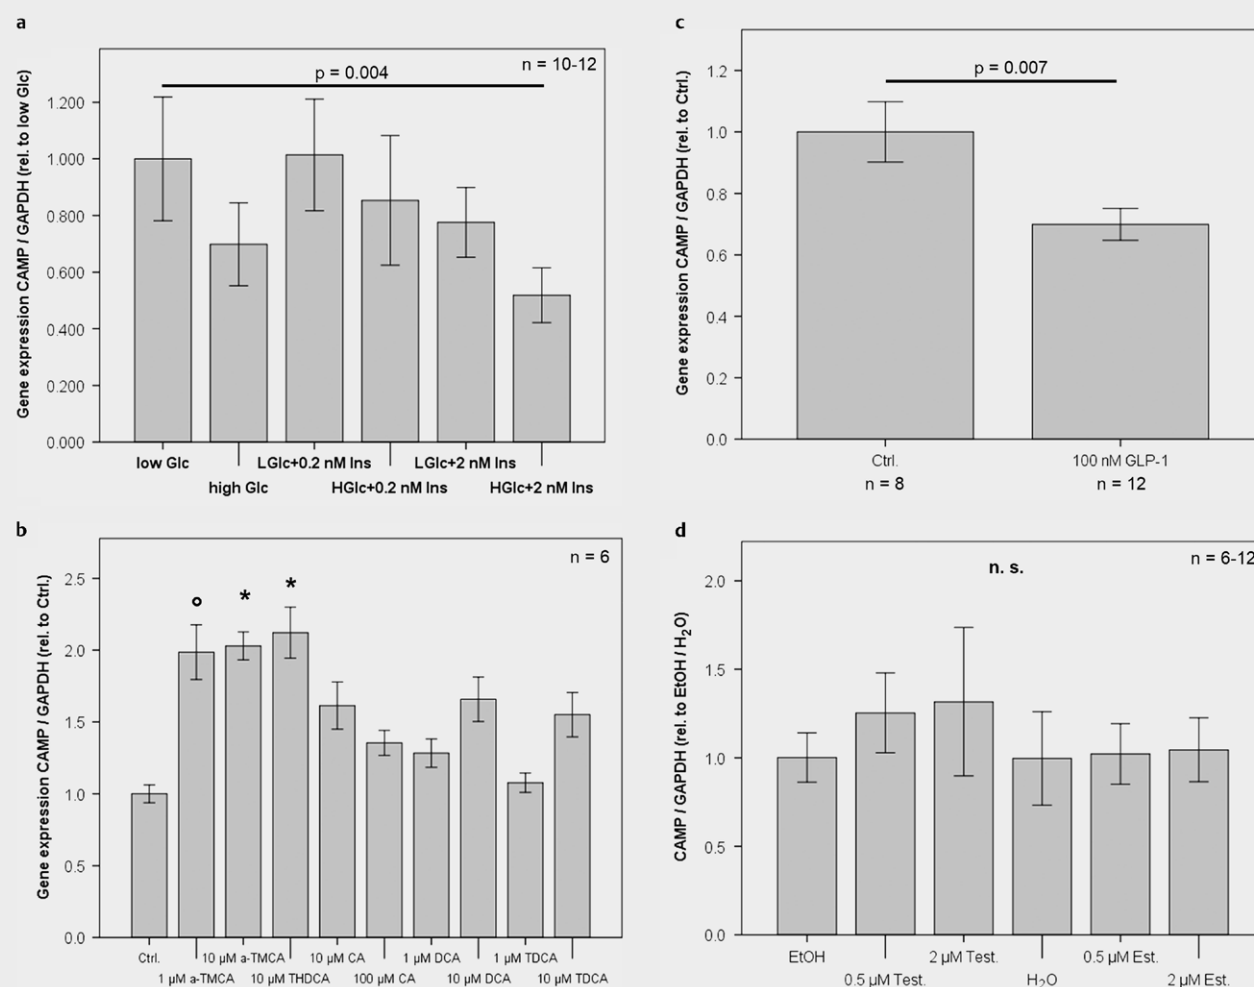 a
n = 10-12
p = 0.004
Gene expression CAMP / GAPDH (rel. to low Glc)
1.200
1.000
0.800
0.600
0.400
0.200
0.000
low Glc
LGlc+0.2 nM Ins
LGlc+2 nM Ins
high Glc
HGlc+0.2 nM Ins
HGlc+2 nM Ins
c
p = 0.007
Gene expression CAMP / GAPDH (rel. to Ctrl.)
1.2
1.0
0.8
0.6
0.4
0.2
0.0
Ctrl.
100 nM GLP-1
n = 8
n = 12
b
n = 6
Gene expression CAMP / GAPDH (rel. to Ctrl.)
2.5
2.0
1.5
1.0
0.5
0.0
° * *
Ctrl.
10 µM a-TMCA
10 µM CA
1 µM DCA
1 µM TDCA
1 µM a-TMCA
10 µM THDCA
100 µM CA
10 µM DCA
10 µM TDCA
d
n = 6-12
n. s.
CAMP / GAPDH (rel. to EtOH / H₂O)
2.0
1.5
1.0
0.5
0.0
EtOH
2 µM Test.
0.5 µM Est.
0.5 µM Test.
H₂O
2 µM Est.